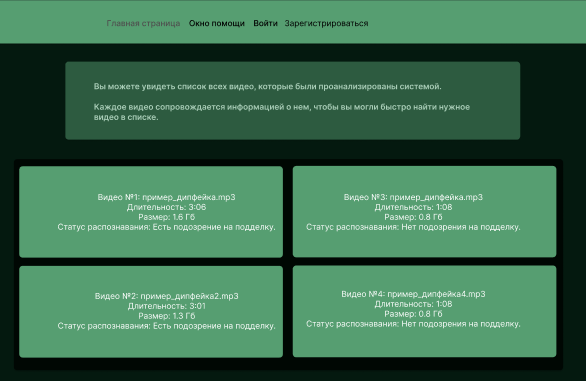 Главная страница Окно помощи Войти Зарегистрироваться
Вы можете увидеть список всех видео, которые были проанализированы системой.
Каждое видео сопровождается информацией о нем, чтобы вы могли быстро найти нужное
видео в списке.
Видео №1: пример_дипфейка.mp3
Длительность: 3:06
Размер: 1.6 Гб
Статус распознавания: Есть подозрение на подделку.
Видео №3: пример_дипфейка.mp3
Длительность: 1:08
Размер: 0.8 Гб
Статус распознавания: Нет подозрения на подделку.
Видео №2: пример_дипфейка2.mp3
Длительность: 3:01
Размер: 1.3 Гб
Статус распознавания: Есть подозрение на подделку.
Видео №4: пример_дипфейка4.mp3
Длительность: 1:08
Размер: 0.8 Гб
Статус распознавания: Нет подозрения на подделку.